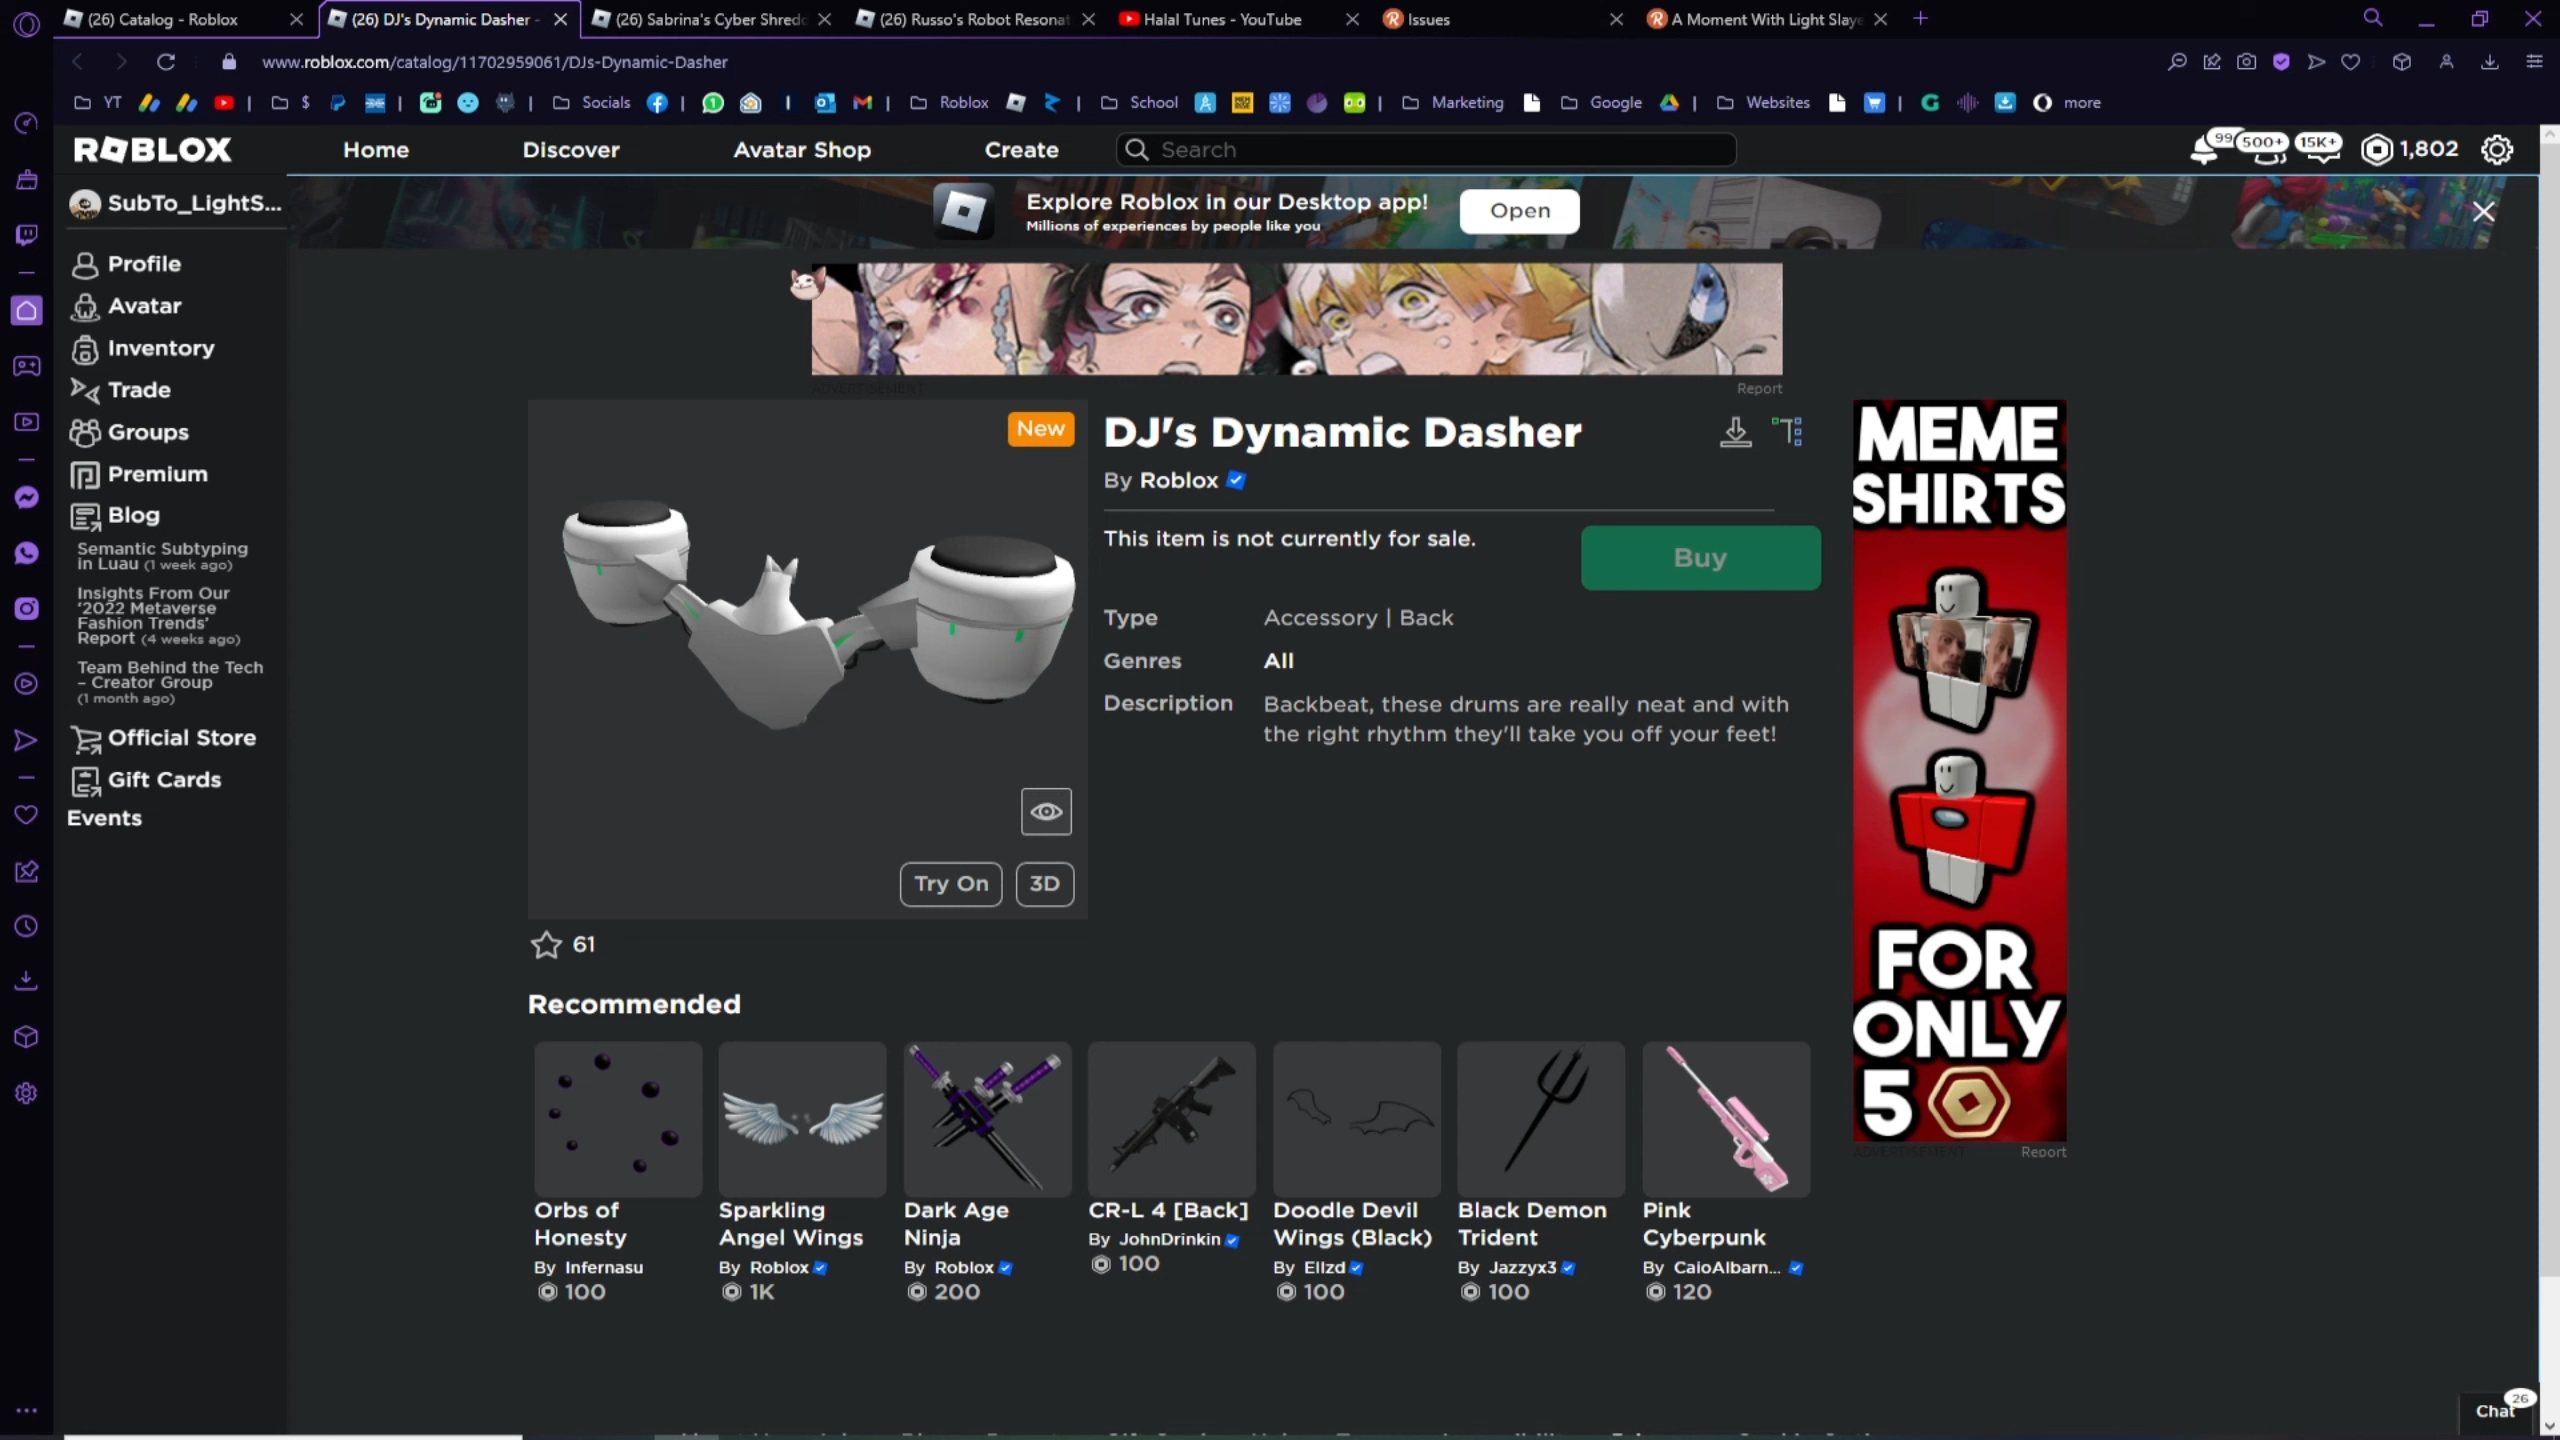 (26) Catalog - Roblox
(26) DJ's Dynamic Dasher -
(26) Sabrina's Cyber Shredd
(26) Russo's Robot Resonat
Halal Tunes - YouTube
Issues
A Moment With Light Slaye
www.roblox.com/catalog/11702959061/DJs-Dynamic-Dasher
YT | $ | | Socials | | Roblox | School | Marketing Google | Websites | more
ROBLOX Home Discover Avatar Shop Create Search 99 500+ 15K+ 1,802
SubTo_LightS...
Explore Roblox in our Desktop app!
Millions of experiences by people like you
Open
Profile
Avatar
Inventory
Trade
Groups
Premium
Blog
Semantic Subtyping
in Luau (1 week ago)
Insights From Our
'2022 Metaverse
Fashion Trends'
Report (4 weeks ago)
Team Behind the Tech
– Creator Group
(1 month ago)
Official Store
Gift Cards
Events
ADVERTISEMENT Report
New
DJ's Dynamic Dasher
By Roblox
This item is not currently for sale.
Buy
Type Accessory | Back
Genres All
Description Backbeat, these drums are really neat and with
the right rhythm they'll take you off your feet!
Try On 3D
61
MEME
SHIRTS
FOR
ONLY
5
ADVERTISEMENT Report
Recommended
Orbs of
Honesty
By Infernasu
100
Sparkling
Angel Wings
By Roblox
1K
Dark Age
Ninja
By Roblox
200
CR-L 4 [Back]
By JohnDrinkin
100
Doodle Devil
Wings (Black)
By Ellzd
100
Black Demon
Trident
By Jazzyx3
100
Pink
Cyberpunk
By CaioAlbarn...
120
Chat 26